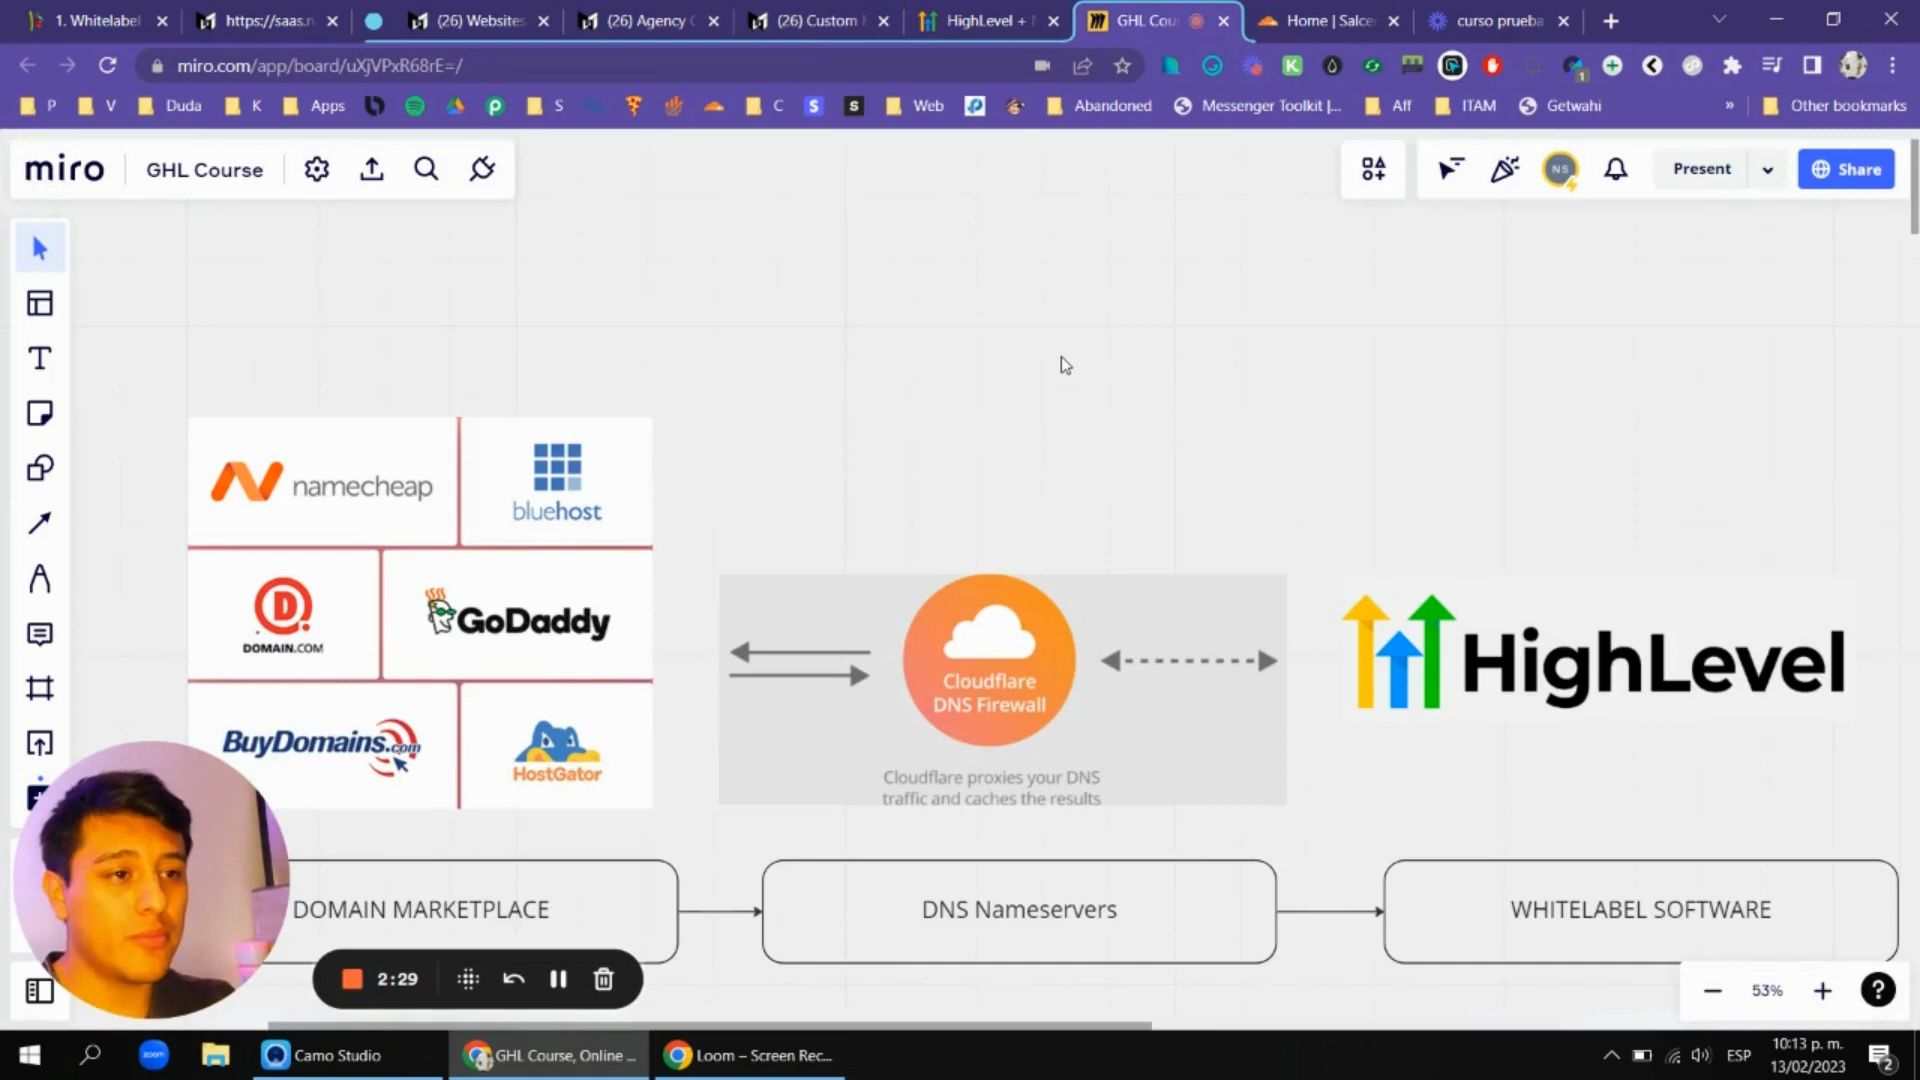 1. Whitelabel
https://saas.n
(26) Websites
(26) Agency
(26) Custom
HighLevel +
GHL Cou
Home | Salce
curso prueba
miro.com/app/board/uXjVPxR68rE=/
P
V
Duda
K
Apps
S
C
Web
Abandoned
Messenger Toolkit |...
Aff
ITAM
Getwahi
»
Other bookmarks
miro
GHL Course
NS
Present
Share
namecheap
bluehost
DOMAIN.COM
GoDaddy
BuyDomains.com
HostGator
Cloudflare
DNS Firewall
Cloudflare proxies your DNS
traffic and caches the results
HighLevel
DOMAIN MARKETPLACE
DNS Nameservers
WHITELABEL SOFTWARE
2:29
53%
zoom
Camo Studio
GHL Course, Online ...
Loom – Screen Rec...
ESP
10:13 p. m.
13/02/2023
2